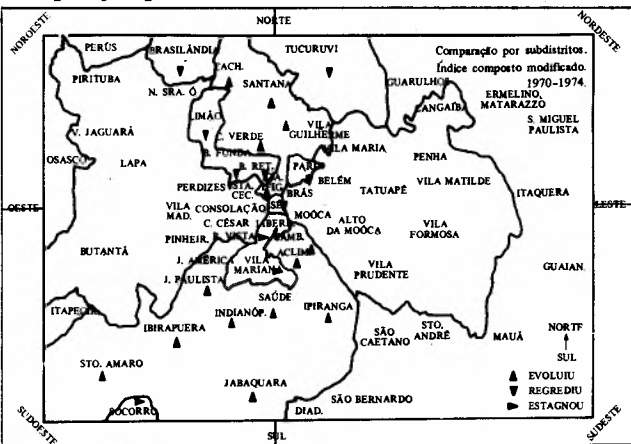 NOROESTE
NORTE
NORDESTE
PERÚS
BRASILÂNDIA
TUCURUVI
Comparação por subdistritos.
Índice composto modificado.
1970-1974.
PIRITUBA
CACH.
SANTANA
GUARULHOS
N. SRA. Ó
ERMELINO
MATARAZZO
CANGAÍBA
S. MIGUEL
PAULISTA
LIMÃO
VILA
GUILHERME
V. JAGUARÁ
C. VERDE
VILA MARIA
OSASCO
LAPA
B. FUNDA
B. RET.
PARI
PENHA
PERDIZES
STA.
CEC.
BELÉM
VILA MATILDE
TATUAPÉ
ITAQUERA
BRÁS
OESTE
VILA
MAD.
CONSOLAÇÃO
SÉ
MOÓCA
ALTO
DA MOÓCA
VILA
FORMOSA
LESTE
C. CÉSAR
LIBERD.
PINHEIR.
B. VISTA
CAMB.
BUTANTÃ
J. AMÉRICA
VILA
MARIANA
ACLIM.
VILA
PRUDENTE
GUAIAN.
J. PAULISTA
SAÚDE
ITAPECIR.
INDIANÓP.
IPIRANGA
IBIRAPUERA
SÃO
CAETANO
STO.
ANDRÉ
MAUÁ
NORTE
SUL
STO. AMARO
JABAQUARA
SÃO BERNARDO
EVOLUIU
REGREDIU
ESTAGNOU
SOCORRO
DIAD.
SUDOESTE
SUL
SUDESTE